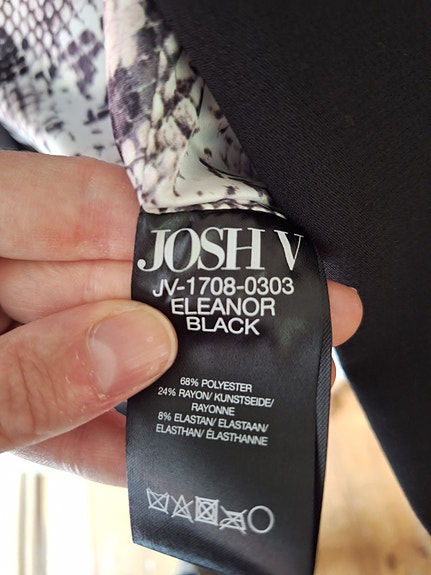 JOSH V
JV-1708-0303
ELEANOR
BLACK
68% POLYESTER
24% RAYON/ KUNSTSEIDE/
RAYONNE
8% ELASTAN/ ELASTAAN/
ELASTHAN/ ÉLASTHANNE